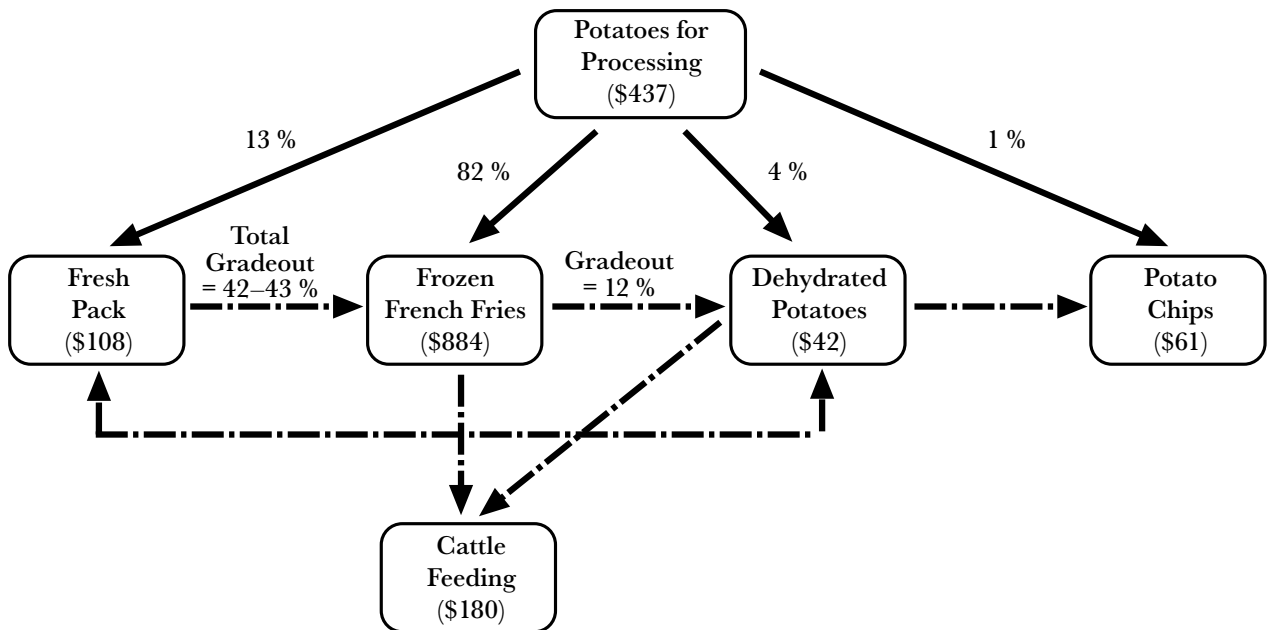 Potatoes for
Processing
($437)
13 %
82 %
4 %
1 %
Total
Gradeout
= 42–43 %
Gradeout
= 12 %
Fresh
Pack
($108)
Frozen
French Fries
($884)
Dehydrated
Potatoes
($42)
Potato
Chips
($61)
Cattle
Feeding
($180)